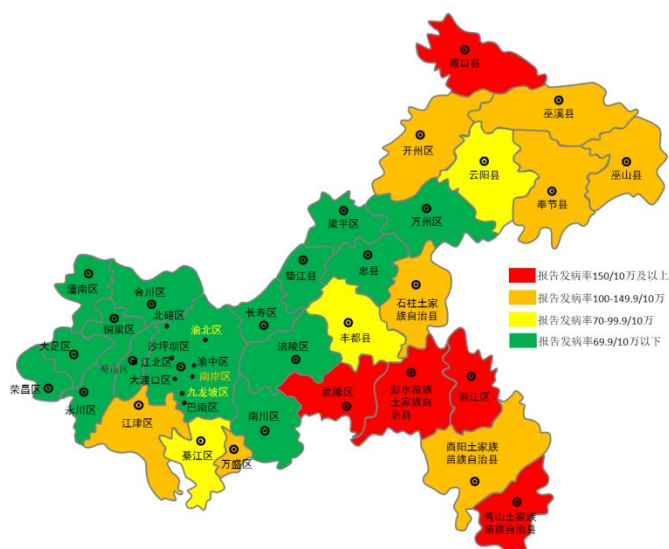 城口县
巫溪县
开州区
云阳县
巫山县
奉节县
万州区
梁平区
忠县
垫江县
石柱土家族
自治县
报告发病率150/10万及以上
报告发病率100-149.9/10万
报告发病率70-99.9/10万
报告发病率69.9/10万以下
潼南区
合川区
北碚区
铜梁区
渝北区
长寿区
丰都县
大足区
沙坪坝区
涪陵区
璧山区
江北区
渝中区
大渡口区
南岸区
荣昌区
九龙坡区
永川区
巴南区
武隆区
彭水苗族
土家族自
治县
黔江区
江津区
南川区
綦江区
万盛区
酉阳土家族
苗族自治县
秀山土家族
苗族自治县